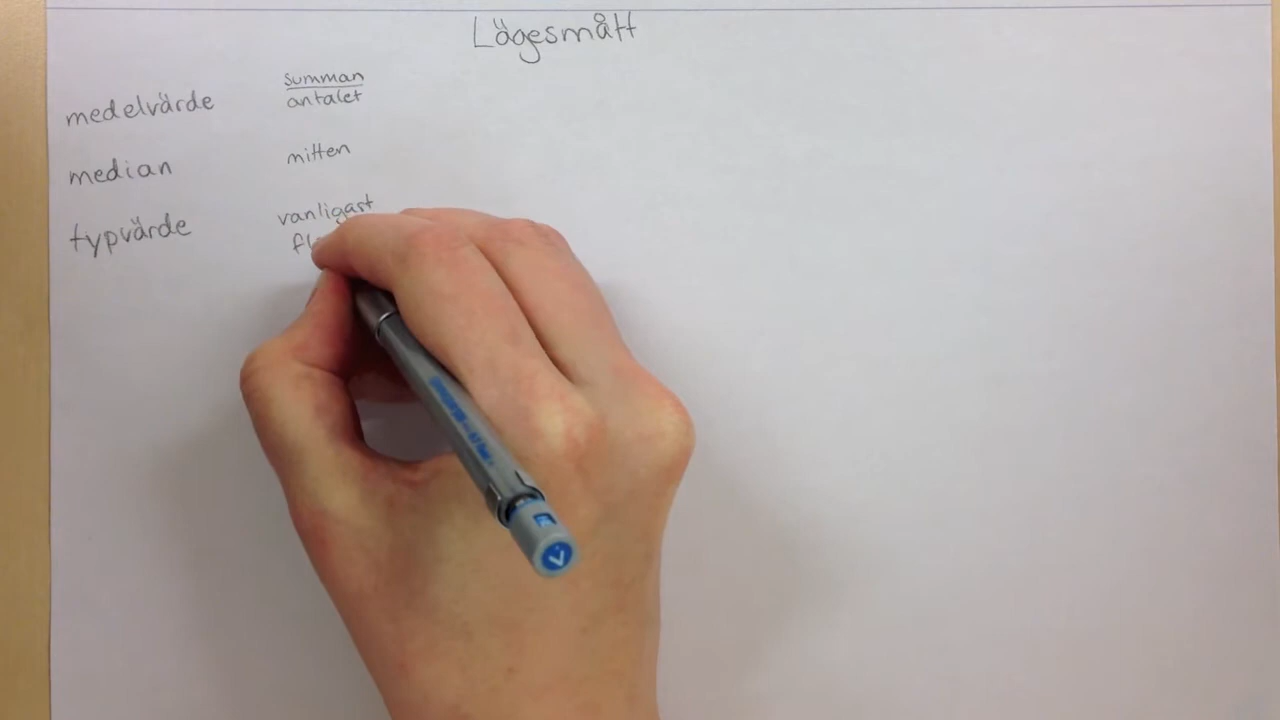 Lägesmått
medelvärde
summan
antalet
median
mitten
typvärde
vanligast